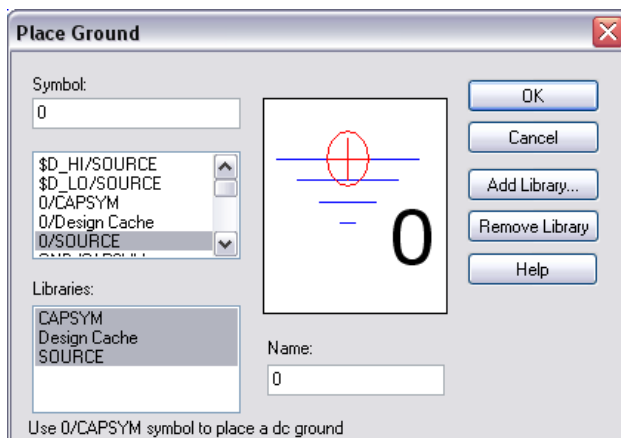 Place Ground
Symbol:
0
$D_HI/SOURCE
$D_LO/SOURCE
0/CAPSYM
0/Design Cache
0/SOURCE
Libraries:
CAPSYM
Design Cache
SOURCE
0
Name:
0
OK
Cancel
Add Library...
Remove Library
Help
Use 0/CAPSYM symbol to place a dc ground